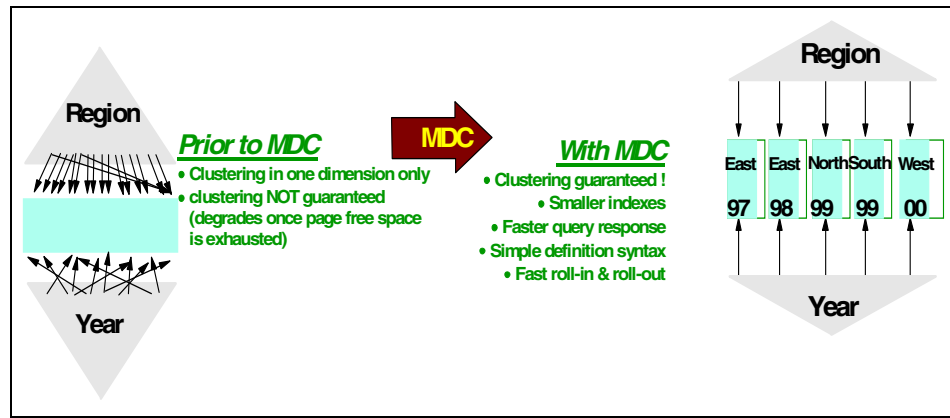 Region
Prior to MDC
• Clustering in one dimension only
• clustering NOT guaranteed
(degrades once page free space
is exhausted)
Year
MDC
With MDC
• Clustering guaranteed !
• Smaller indexes
• Faster query response
• Simple definition syntax
• Fast roll-in & roll-out
Region
East East North South West
97 98 99 99 00
Year